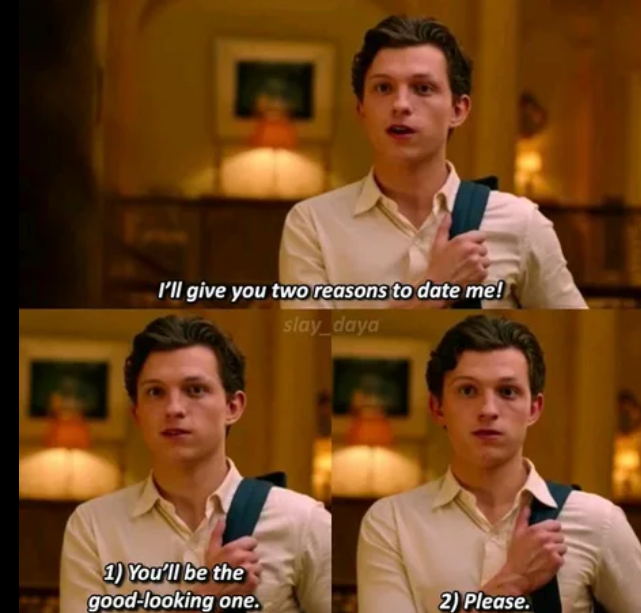 I'll give you two reasons to date me!
slay_daya
1) You'll be the
good-looking one.
2) Please.